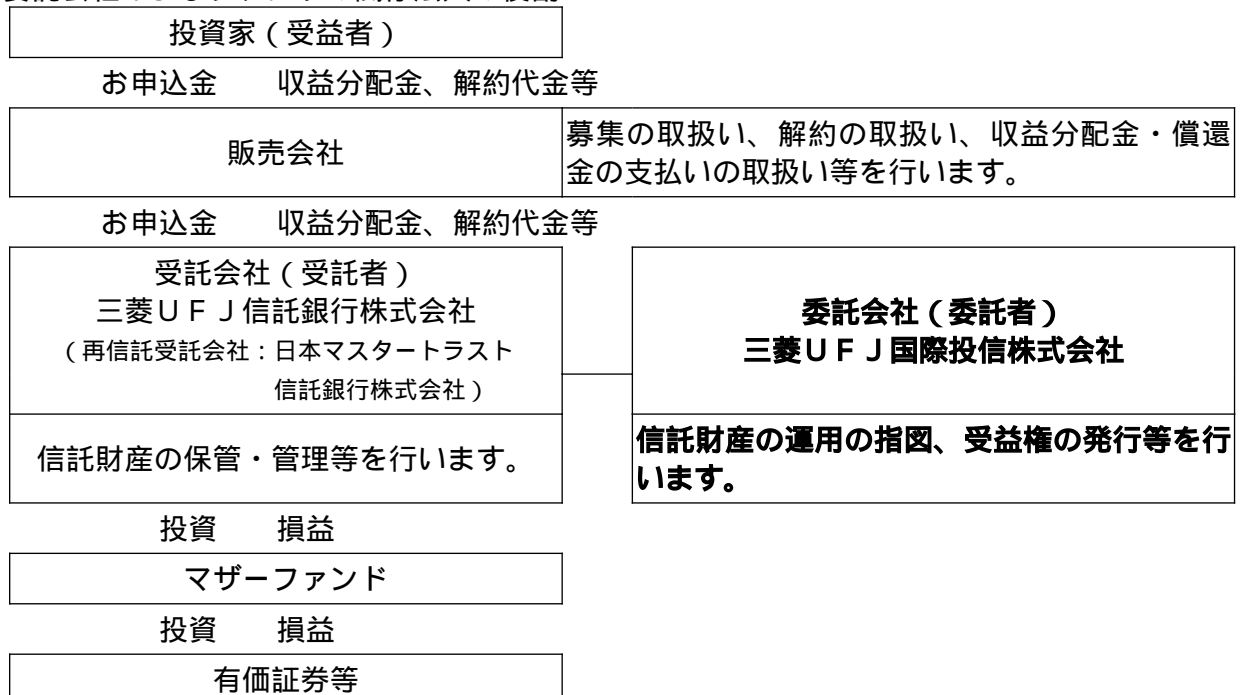 投資家（受益者）
お申込金　　収益分配金、解約代金等
販売会社
募集の取扱い、解約の取扱い、収益分配金・償還
金の支払いの取扱い等を行います。
お申込金　　収益分配金、解約代金等
受託会社（受託者）
三菱ＵＦＪ信託銀行株式会社
（再信託受託会社：日本マスタートラスト
信託銀行株式会社）
委託会社（委託者）
三菱ＵＦＪ国際投信株式会社
信託財産の保管・管理等を行います。
信託財産の運用の指図、受益権の発行等を行
います。
投資　　損益
マザーファンド
投資　　損益
有価証券等